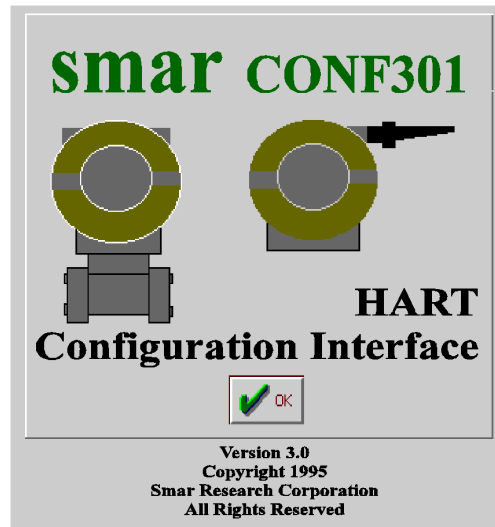 smar CONF301
HART
Configuration Interface
OK
Version 3.0
Copyright 1995
Smar Research Corporation
All Rights Reserved